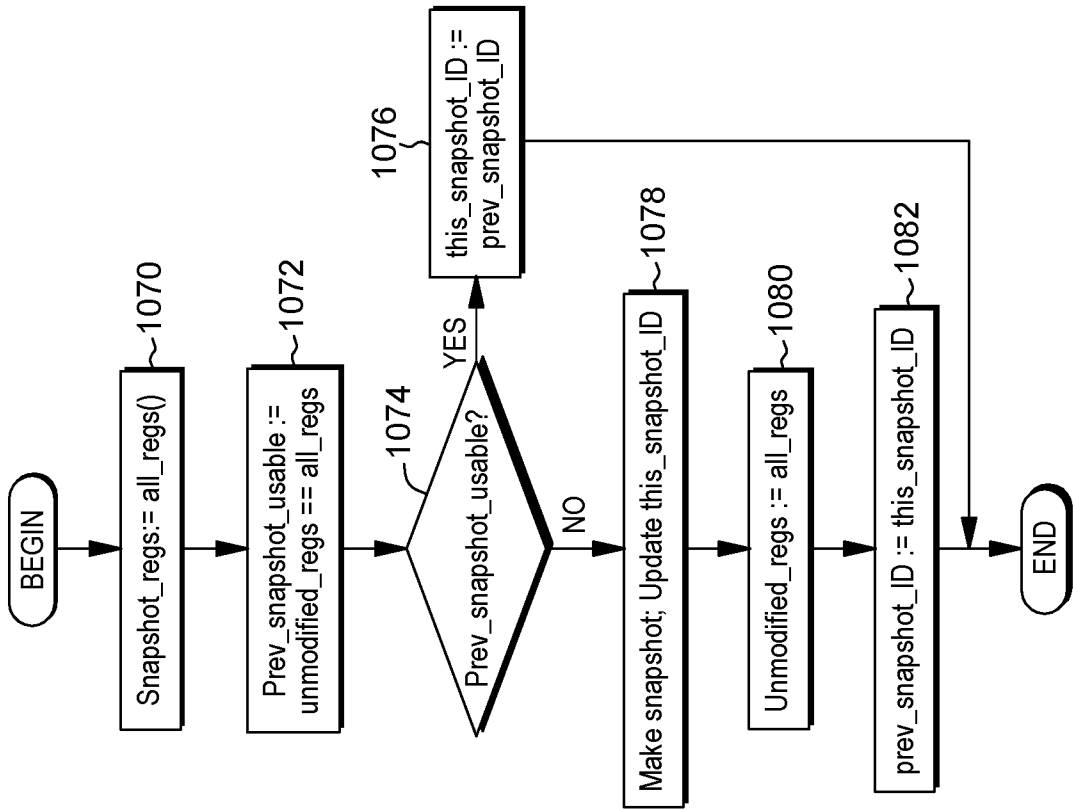 BEGIN
Snapshot_regs:= all_regs()
1070
Prev_snapshot_usable :=
unmodified_regs == all_regs
1072
Prev_snapshot_usable?
1074
YES
this_snapshot_ID :=
prev_snapshot_ID
1076
NO
Make snapshot; Update this_snapshot_ID
1078
Unmodified_regs := all_regs
1080
prev_snapshot_ID := this_snapshot_ID
1082
END